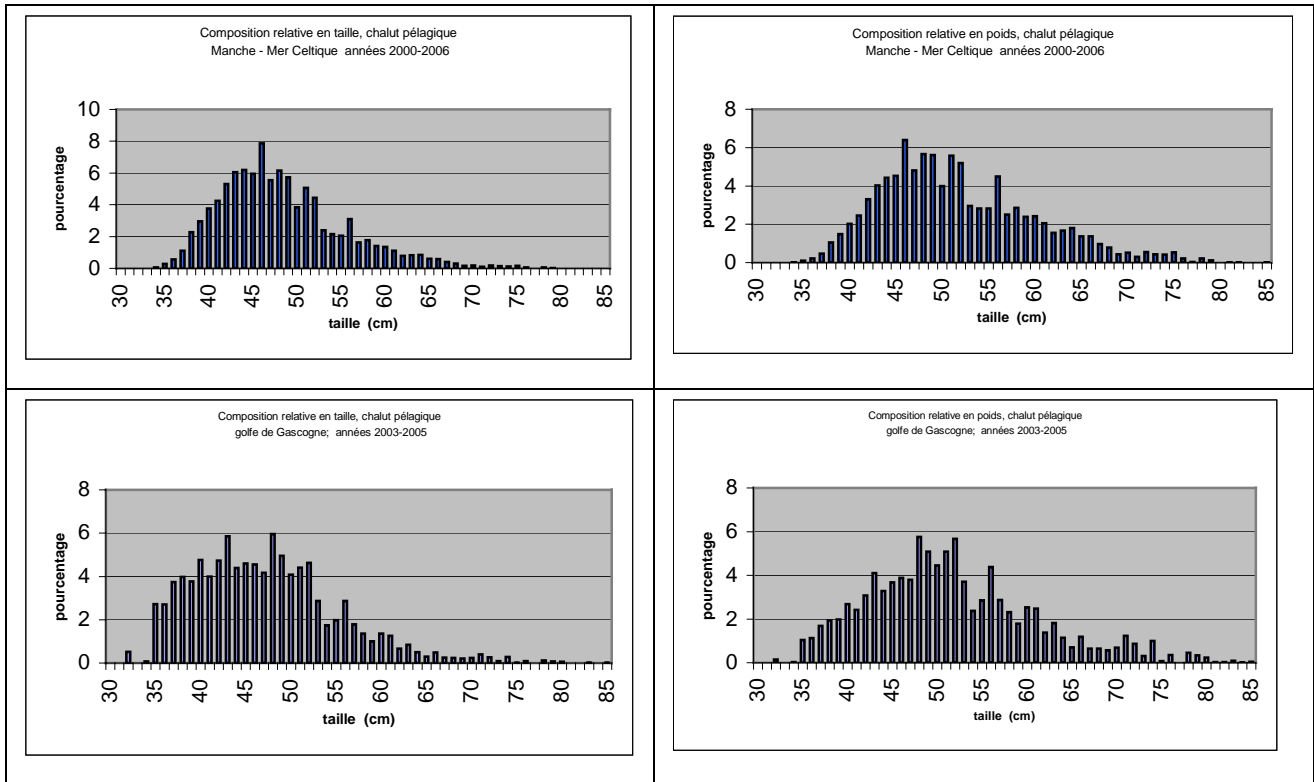 Composition relative en taille, chalut pélagique
Manche - Mer Celtique années 2000-2006
10
8
6
4
2
0
pourcentage
30 35 40 45 50 55 60 65 70 75 80 85
taille (cm)
Composition relative en poids, chalut pélagique
Manche - Mer Celtique années 2000-2006
8
6
4
2
0
pourcentage
30 35 40 45 50 55 60 65 70 75 80 85
taille (cm)
Composition relative en taille, chalut pélagique
golfe de Gascogne; années 2003-2005
8
6
4
2
0
pourcentage
30 35 40 45 50 55 60 65 70 75 80 85
taille (cm)
Composition relative en poids, chalut pélagique
golfe de Gascogne; années 2003-2005
8
6
4
2
0
pourcentage
30 35 40 45 50 55 60 65 70 75 80 85
taille (cm)